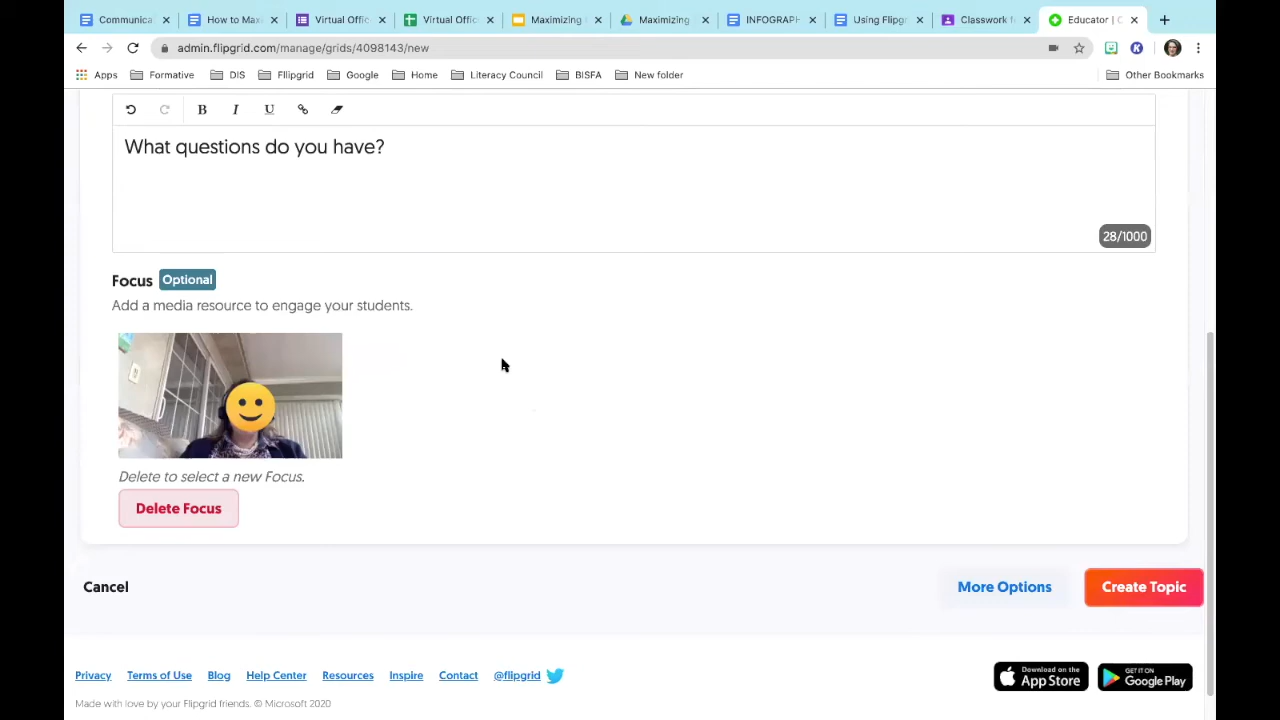 Communica
How to Max
Virtual Offic
Virtual Offic
Maximizing
Maximizing
INFOGRAPH
Using Flipgr
Classwork f
Educator | C
admin.flipgrid.com/manage/grids/4098143/new
Apps
Formative
DIS
Flipgrid
Google
Home
Literacy Council
BISFA
New folder
Other Bookmarks
B I U
What questions do you have?
28/1000
Focus Optional
Add a media resource to engage your students.
Delete to select a new Focus.
Delete Focus
Cancel
More Options
Create Topic
Privacy
Terms of Use
Blog
Help Center
Resources
Inspire
Contact
@flipgrid
Download on the
App Store
GET IT ON
Google Play
Made with love by your Flipgrid friends. © Microsoft 2020